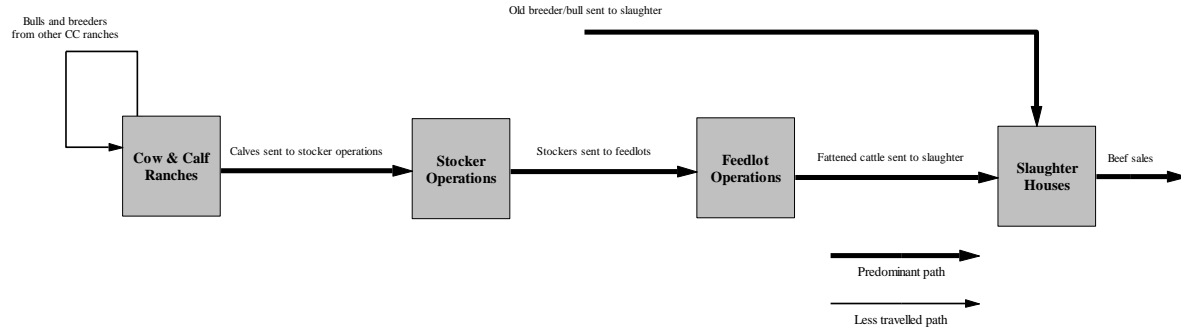 Bulls and breeders
from other CC ranches
Old breeder/bull sent to slaughter
Cow & Calf
Ranches
Calves sent to stocker operations
Stocker
Operations
Stockers sent to feedlots
Feedlot
Operations
Fattened cattle sent to slaughter
Slaughter
Houses
Beef sales
Predominant path
Less travelled path